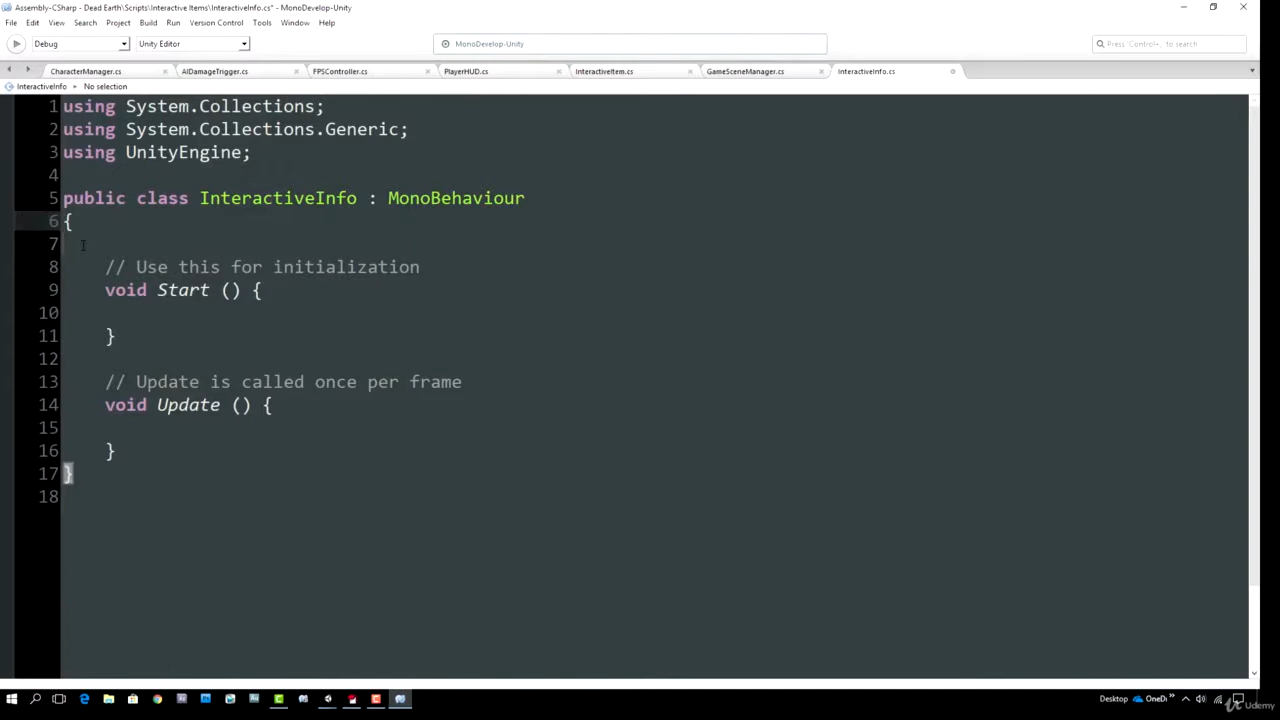 Assembly-CSharp - Dead Earth\Scripts\Interactive Items\InteractiveInfo.cs* - MonoDevelop-Unity
File Edit View Search Project Build Run Version Control Tools Window Help
Debug Unity Editor MonoDevelop-Unity Press 'Control+,' to search
CharacterManager.cs AIDamageTrigger.cs FPSController.cs PlayerHUD.cs InteractiveItem.cs GameSceneManager.cs InteractiveInfo.cs
InteractiveInfo No selection
1 using System.Collections;
2 using System.Collections.Generic;
3 using UnityEngine;
4
5 public class InteractiveInfo : MonoBehaviour
6 {
7
8 // Use this for initialization
9 void Start () {
10
11 }
12
13 // Update is called once per frame
14 void Update () {
15
16 }
17 }
18
Desktop OneDi
Udemy